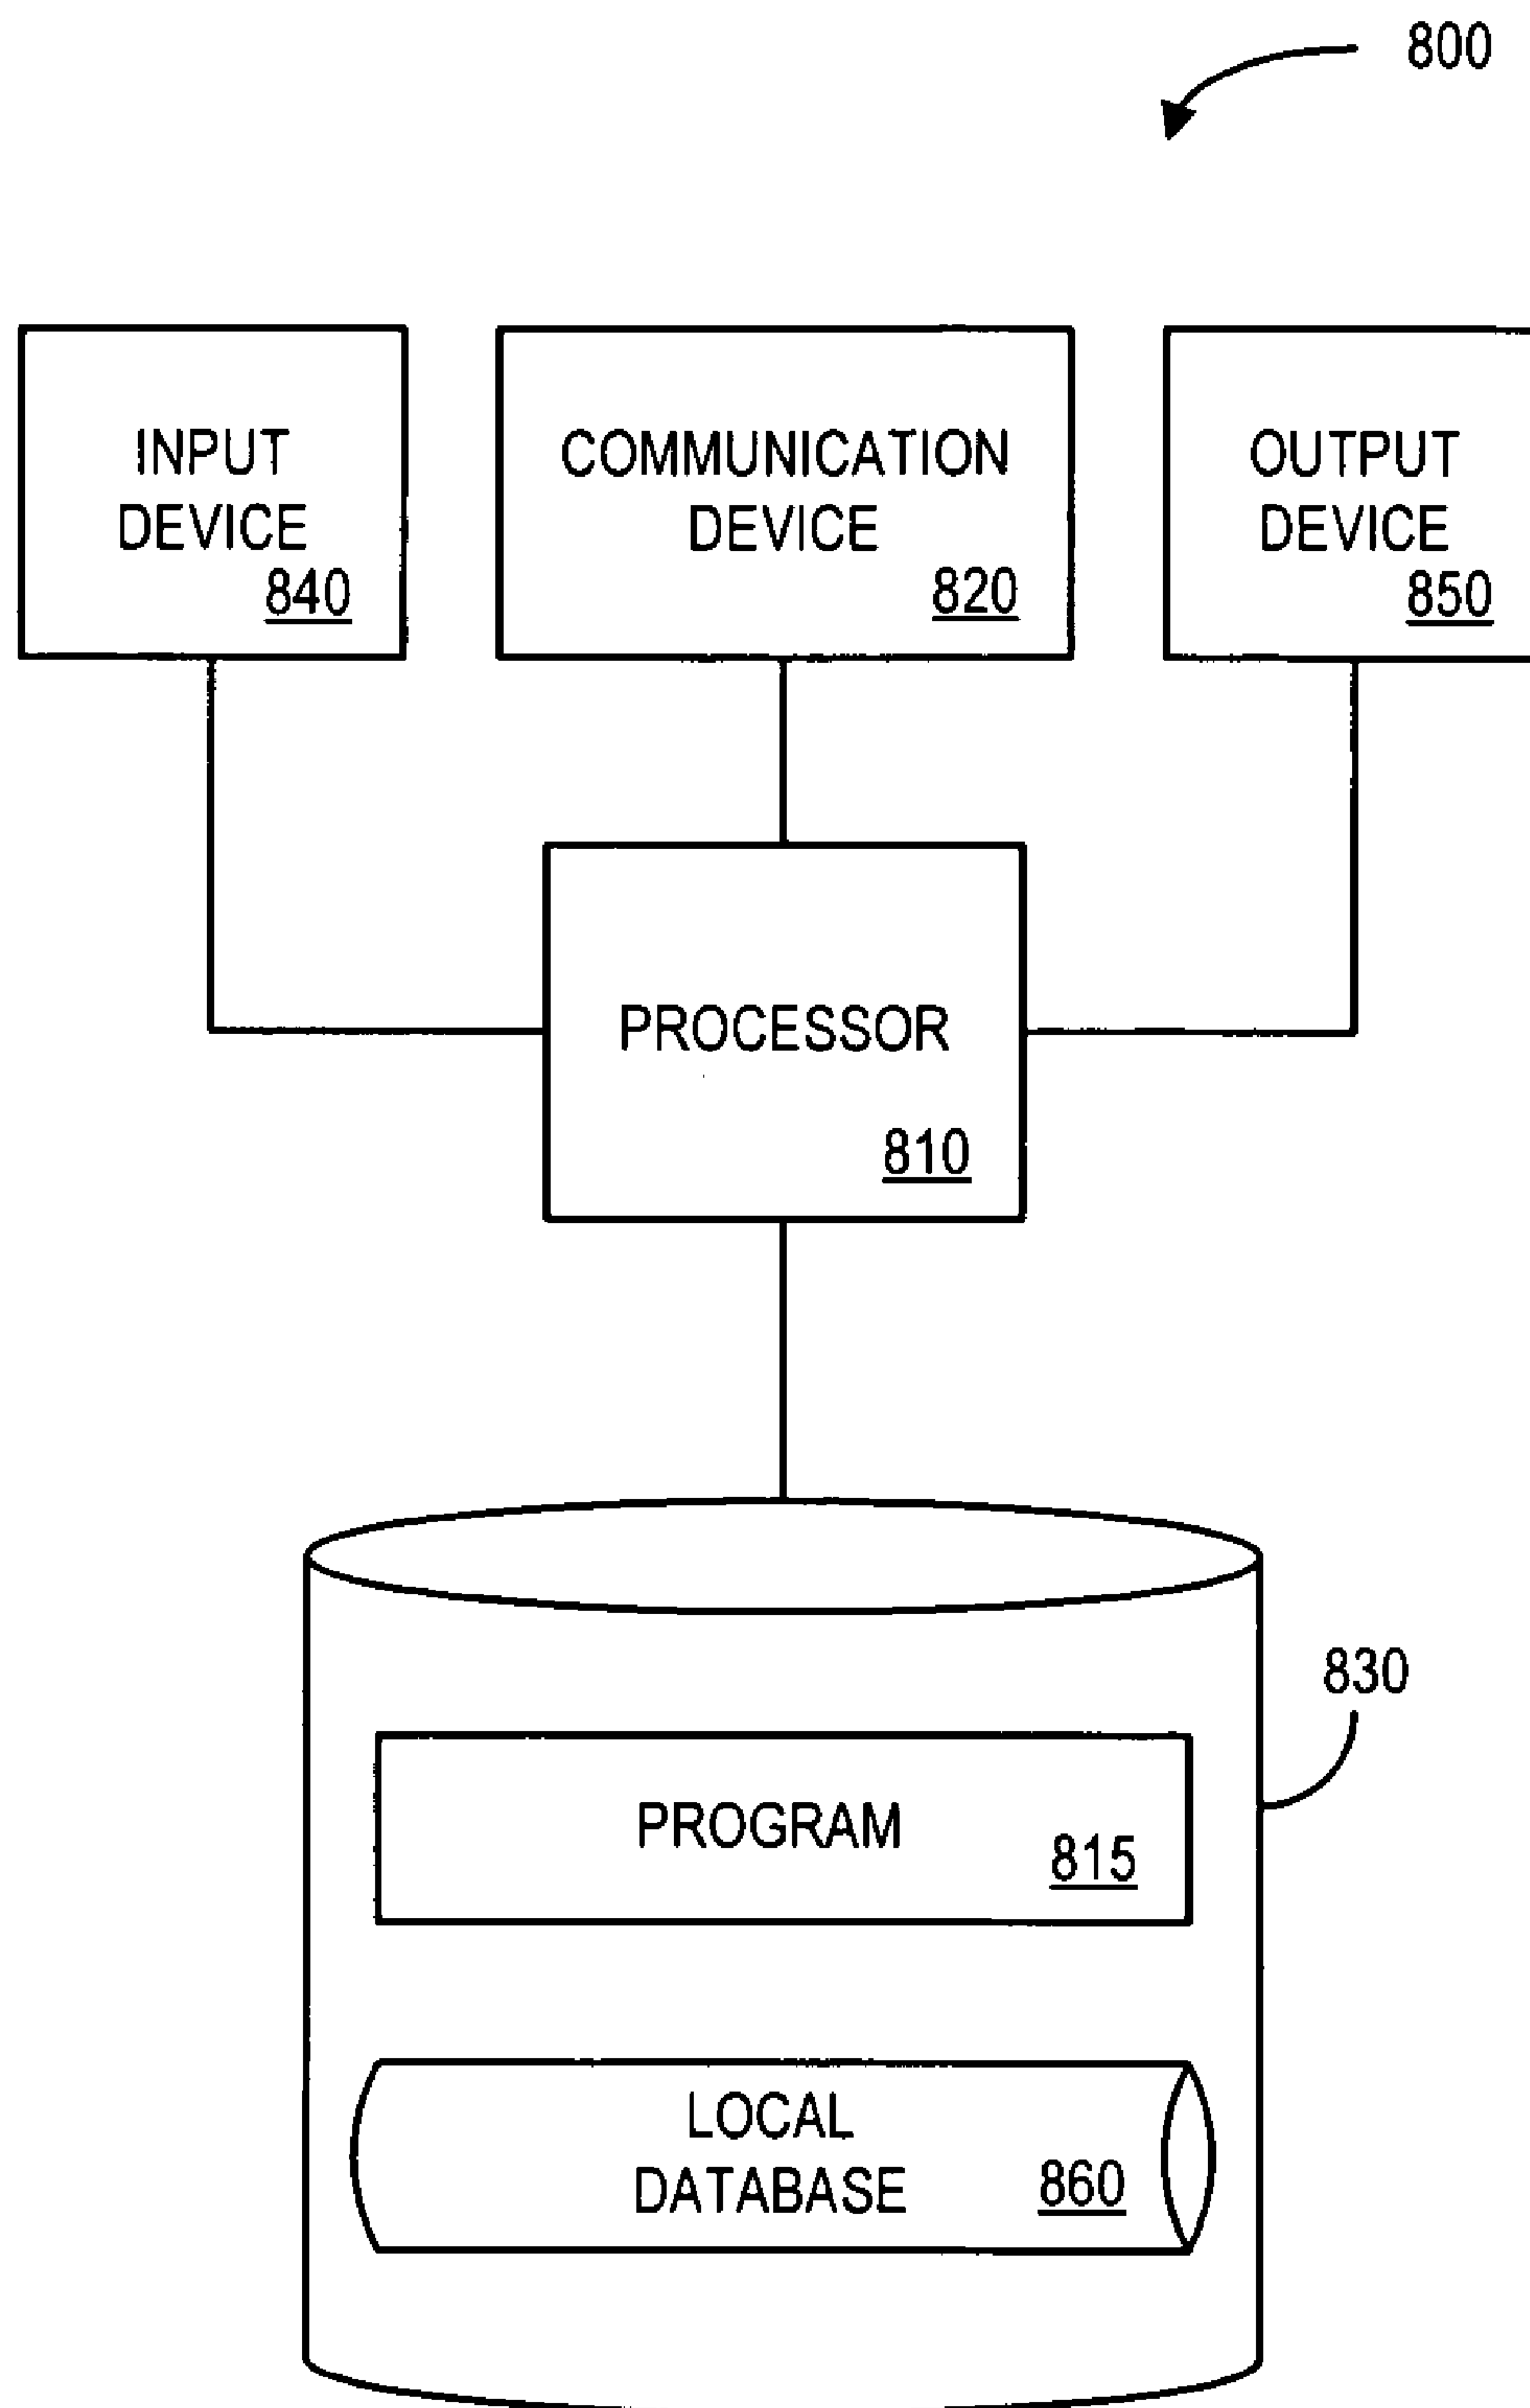 800
INPUT
DEVICE
840
COMMUNICATION
DEVICE
820
OUTPUT
DEVICE
850
PROCESSOR
810
830
PROGRAM
815
LOCAL
DATABASE
860